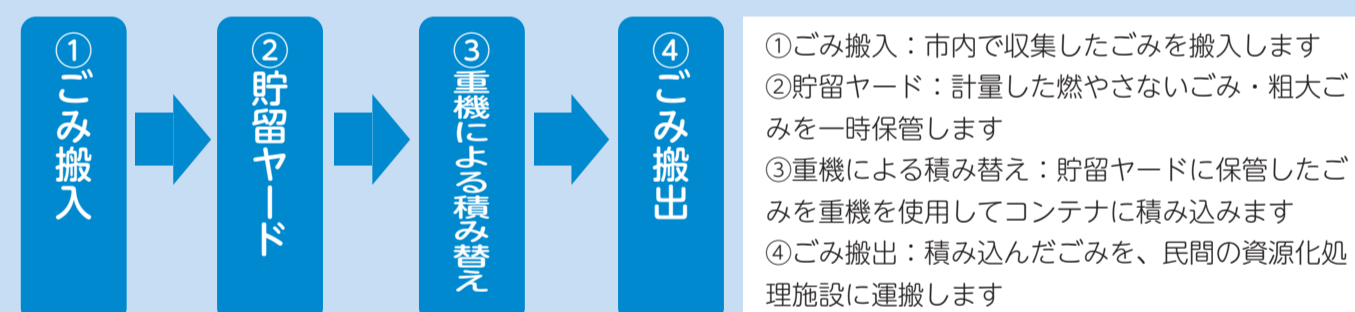 ①ごみ搬入
②貯留ヤード
③重機による積み替え
④ごみ搬出
①ごみ搬入：市内で収集したごみを搬入します
②貯留ヤード：計量した燃やさないごみ・粗大ご
みを一時保管します
③重機による積み替え：貯留ヤードに保管したご
みを重機を使用してコンテナに積み込みます
④ごみ搬出：積み込んだごみを、民間の資源化処
理施設に運搬します